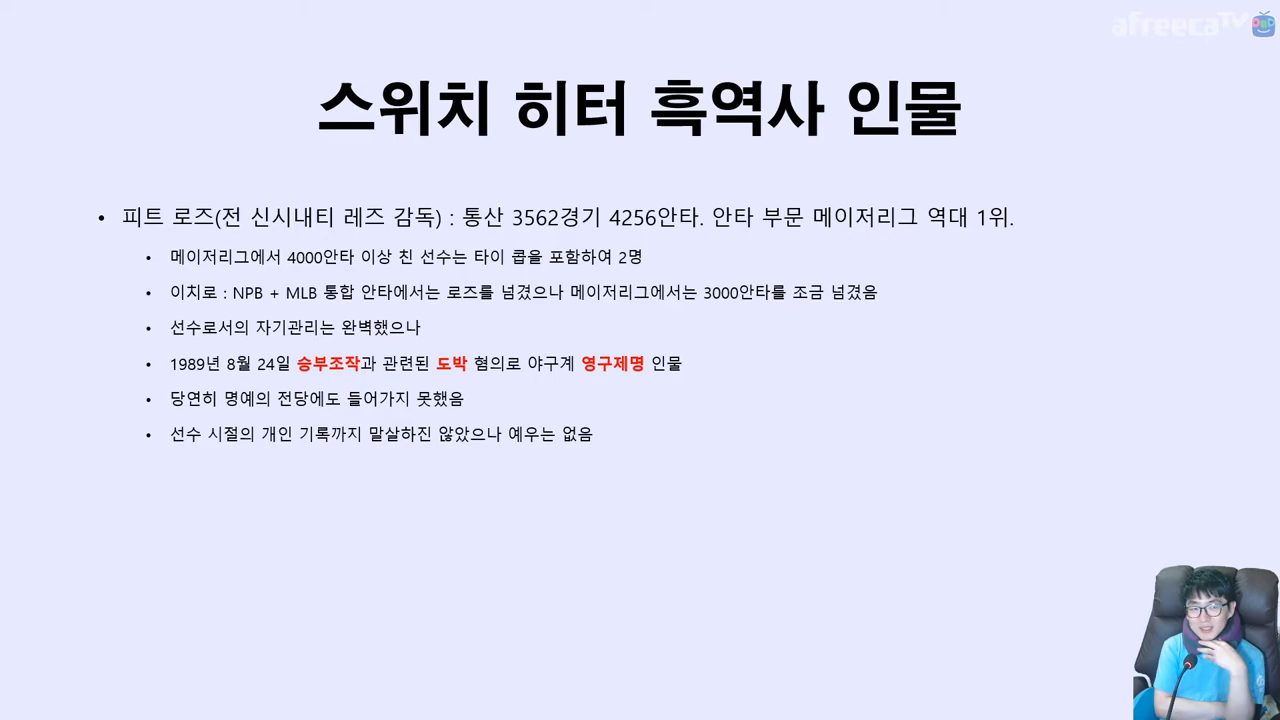 afreecaTV
스위치 히터 흑역사 인물
• 피트 로즈(전 신시내티 레즈 감독) : 통산 3562경기 4256안타. 안타 부문 메이저리그 역대 1위.
• 메이저리그에서 4000안타 이상 친 선수는 타이 콥을 포함하여 2명
• 이치로 : NPB + MLB 통합 안타에서는 로즈를 넘겼으나 메이저리그에서는 3000안타를 조금 넘겼음
• 선수로서의 자기관리는 완벽했으나
• 1989년 8월 24일 승부조작과 관련된 도박 혐의로 야구계 영구제명 인물
• 당연히 명예의 전당에도 들어가지 못했음
• 선수 시절의 개인 기록까지 말살하진 않았으나 예우는 없음